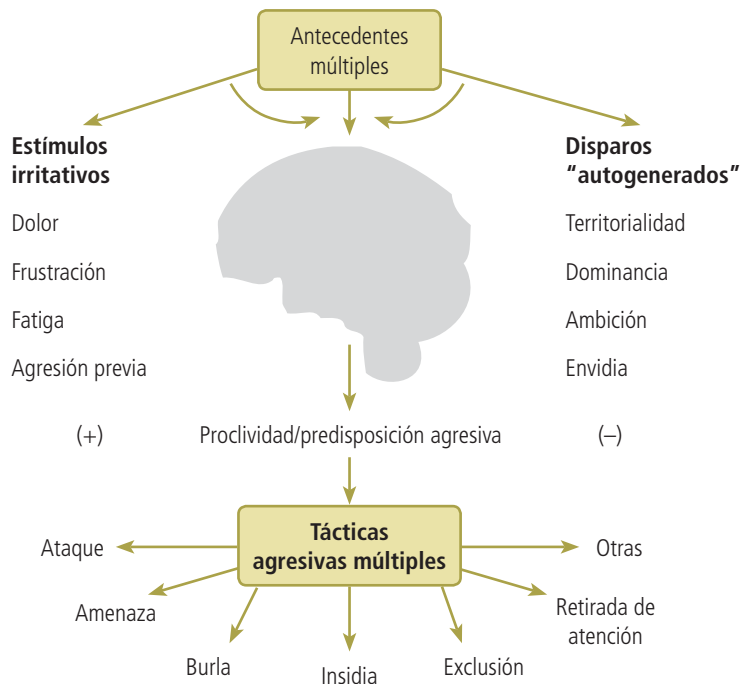 Antecedentes
múltiples
Estímulos
irritativos
Dolor
Frustración
Fatiga
Agresión previa
(+)
Disparos
“autogenerados”
Territorialidad
Dominancia
Ambición
Envidia
(–)
Proclividad/predisposición agresiva
Tácticas
agresivas múltiples
Ataque
Amenaza
Burla
Insidia
Exclusión
Retirada de
atención
Otras